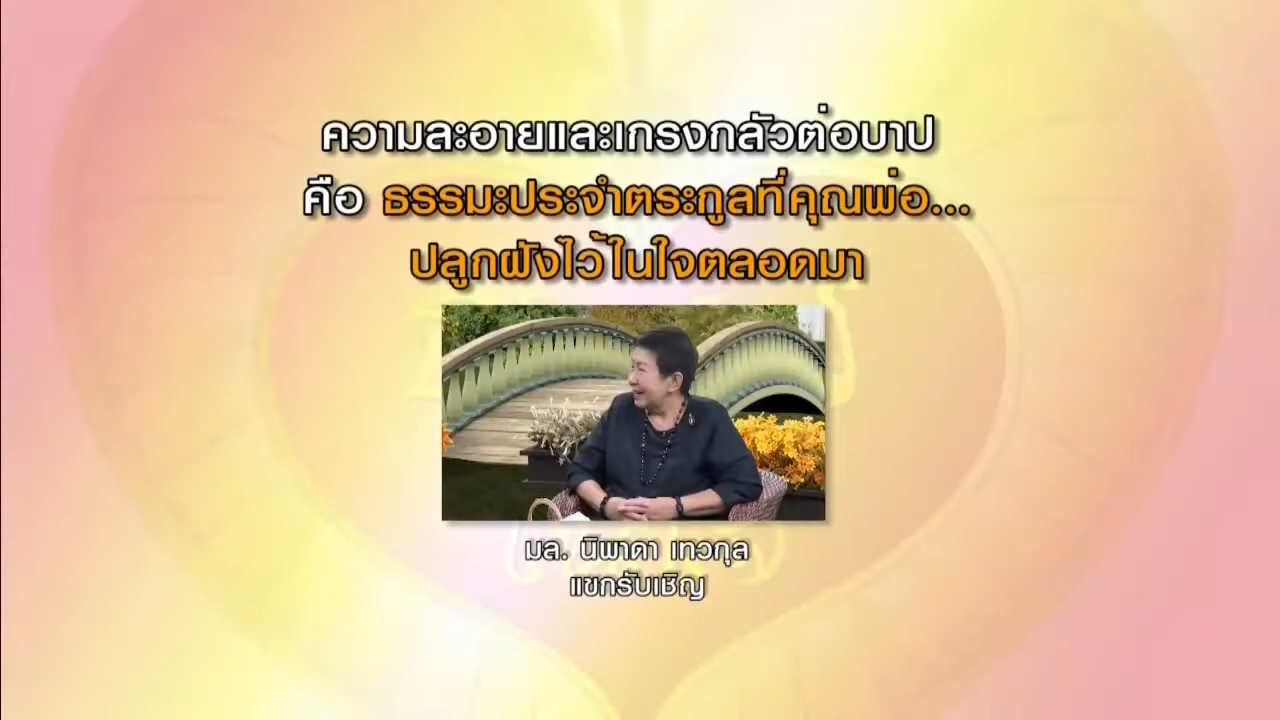 ความละอายและเกรงกลัวต่อบาป
คือ ธรรมะประจำตระกูลที่คุณพ่อ...
ปลูกฝังไว้ในใจตลอดมา
มล. นิพาดา เทวกุล
แขกรับเชิญ